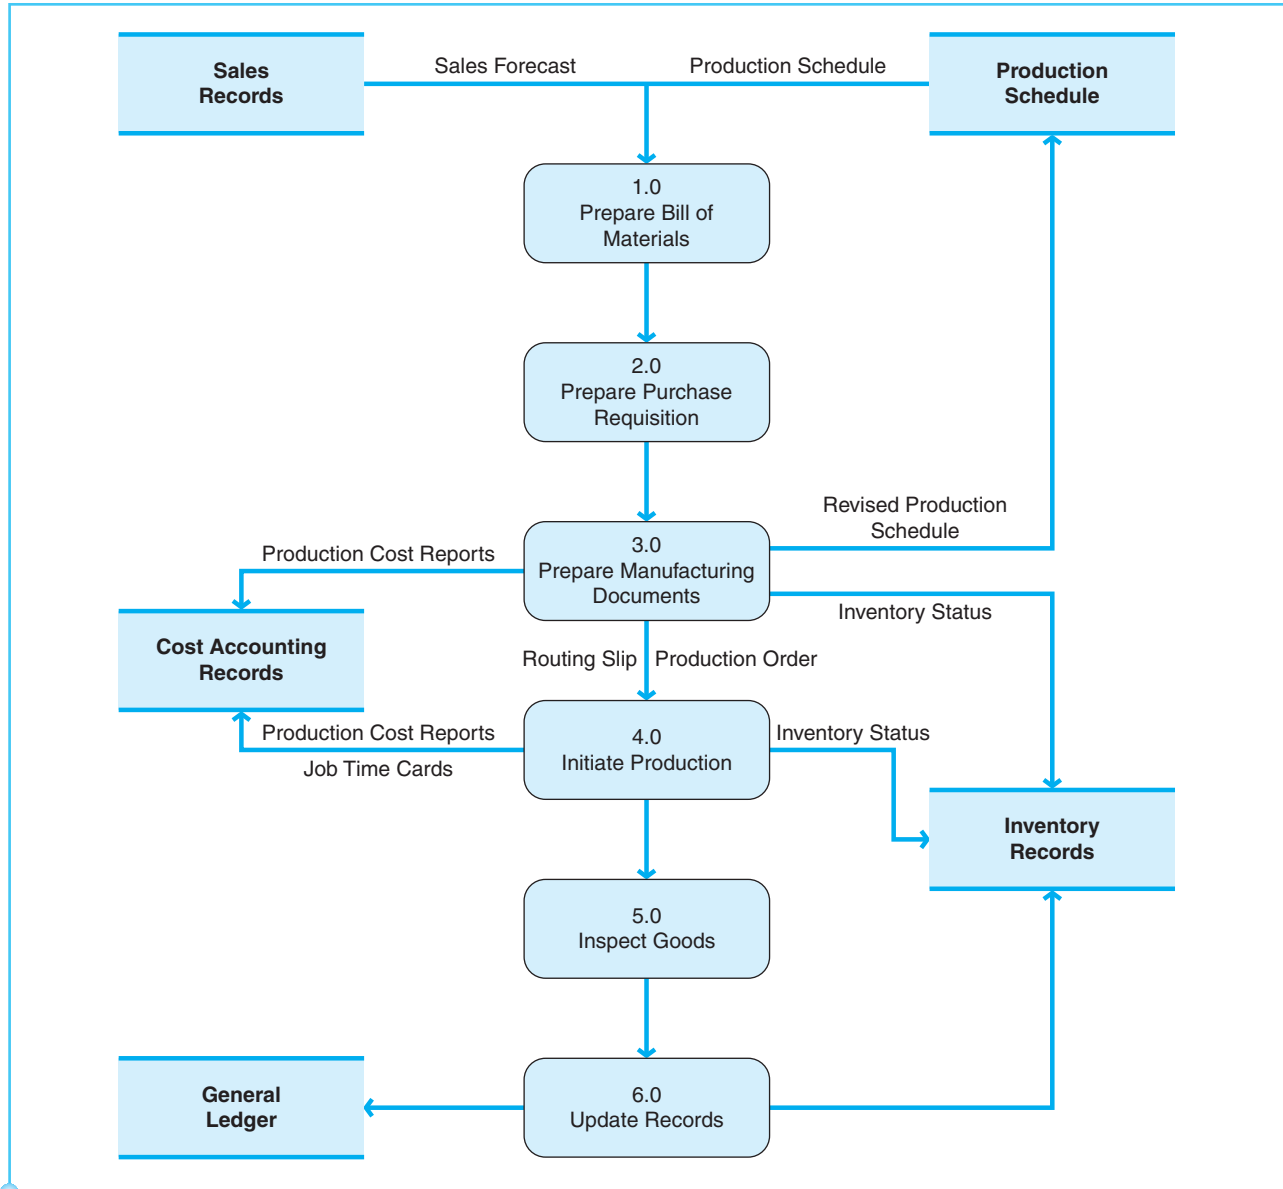 Sales
Records
Sales Forecast
Production Schedule
Production
Schedule
1.0
Prepare Bill of
Materials
2.0
Prepare Purchase
Requisition
Revised Production
Schedule
Production Cost Reports
3.0
Prepare Manufacturing
Documents
Inventory Status
Cost Accounting
Records
Routing Slip
Production Order
Production Cost Reports
Job Time Cards
4.0
Initiate Production
Inventory Status
Inventory
Records
5.0
Inspect Goods
General
Ledger
6.0
Update Records